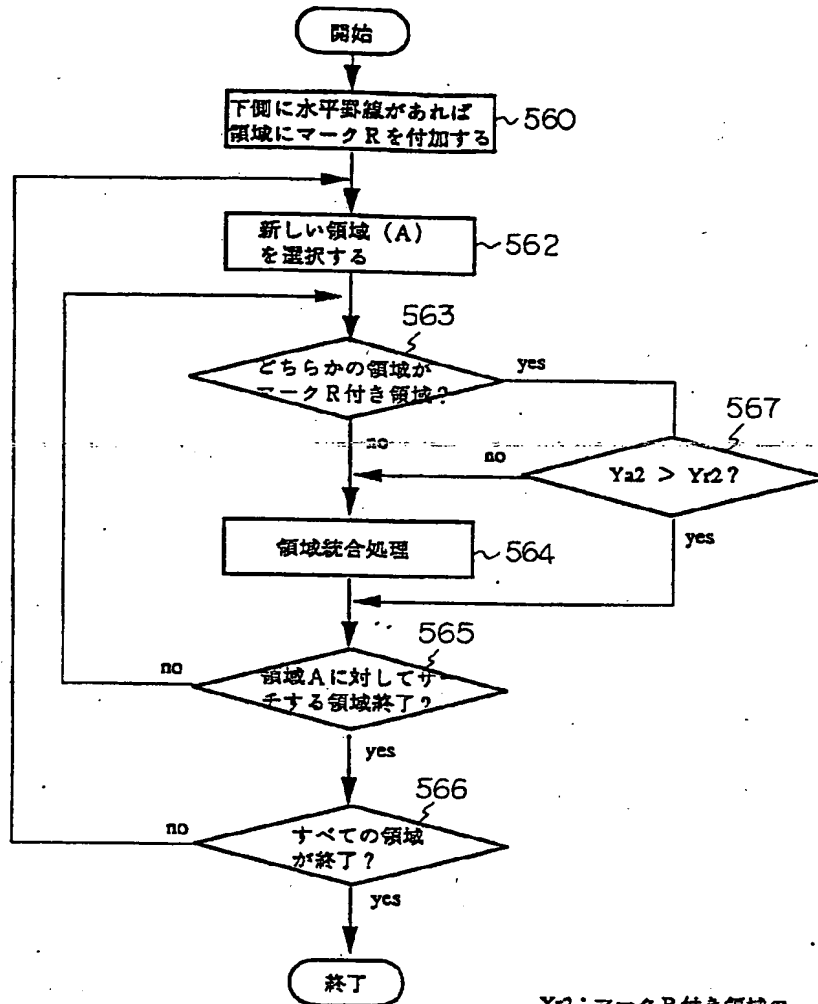 開始
下側に水平罫線があれば
領域にマークRを付加する
560
新しい領域（A）
を選択する
562
563
どちらかの領域が
マークR付き領域？
yes
no
567
Ya2 > Yr2？
no
yes
領域統合処理
564
565
領域Aに対してサー
チする領域終了？
no
yes
566
すべての領域
が終了？
no
yes
終了
Yr2：マークR付き領域の